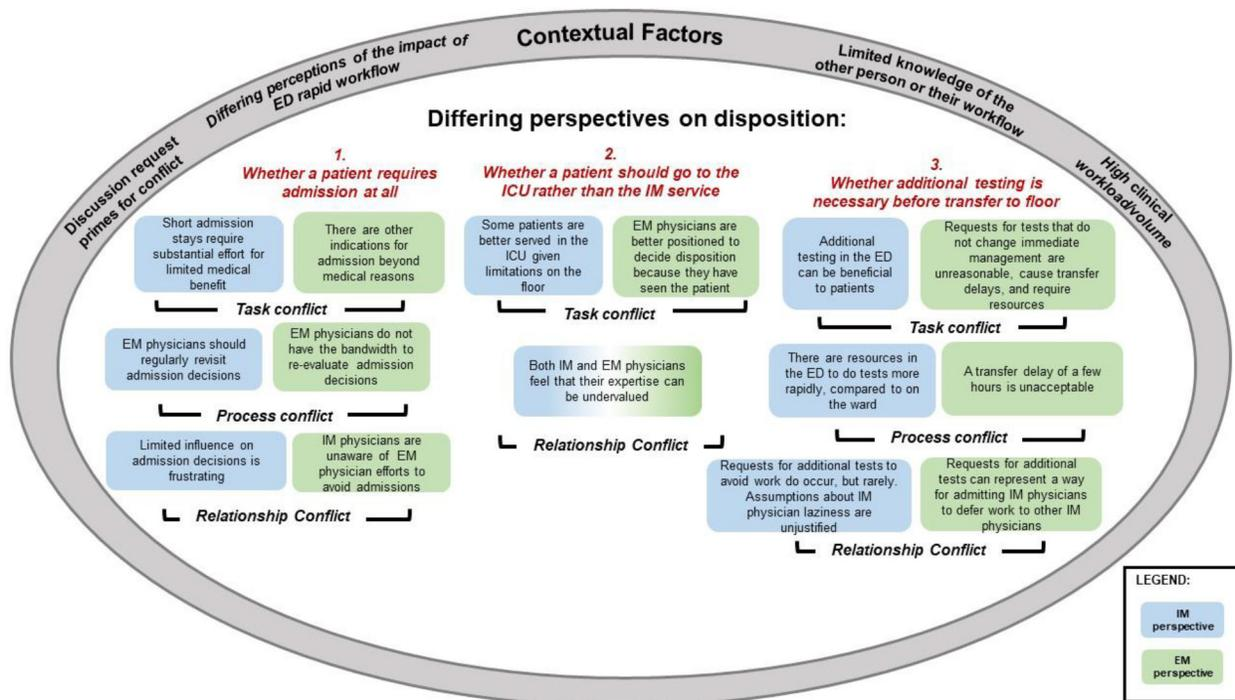 Contextual Factors
Discussion request
primes for conflict
Differing perceptions of the impact of
ED rapid workflow
Limited knowledge of the
other person or their workflow
High clinical
workload/volume
Differing perspectives on disposition:
1.
Whether a patient requires
admission at all
Short admission
stays require
substantial effort for
limited medical
benefit
There are other
indications for
admission beyond
medical reasons
Task conflict
EM physicians should
regularly revisit
admission decisions
EM physicians do not
have the bandwidth to
re-evaluate admission
decisions
Process conflict
Limited influence on
admission decisions is
frustrating
IM physicians are
unaware of EM
physician efforts to
avoid admissions
Relationship Conflict
2.
Whether a patient should go to the
ICU rather than the IM service
Some patients are
better served in the
ICU given
limitations on the
floor
EM physicians are
better positioned to
decide disposition
because they have
seen the patient
Task conflict
Both IM and EM physicians
feel that their expertise can
be undervalued
Relationship Conflict
3.
Whether additional testing is
necessary before transfer to floor
Additional
testing in the ED
can be beneficial
to patients
Requests for tests that do
not change immediate
management are
unreasonable, cause transfer
delays, and require
resources
Task conflict
There are resources in
the ED to do tests more
rapidly, compared to on
the ward
A transfer delay of a few
hours is unacceptable
Process conflict
Requests for additional tests to
avoid work do occur, but rarely.
Assumptions about IM
physician laziness are
unjustified
Requests for additional
tests can represent a way
for admitting IM physicians
to defer work to other IM
physicians
Relationship Conflict
LEGEND:
IM
perspective
EM
perspective